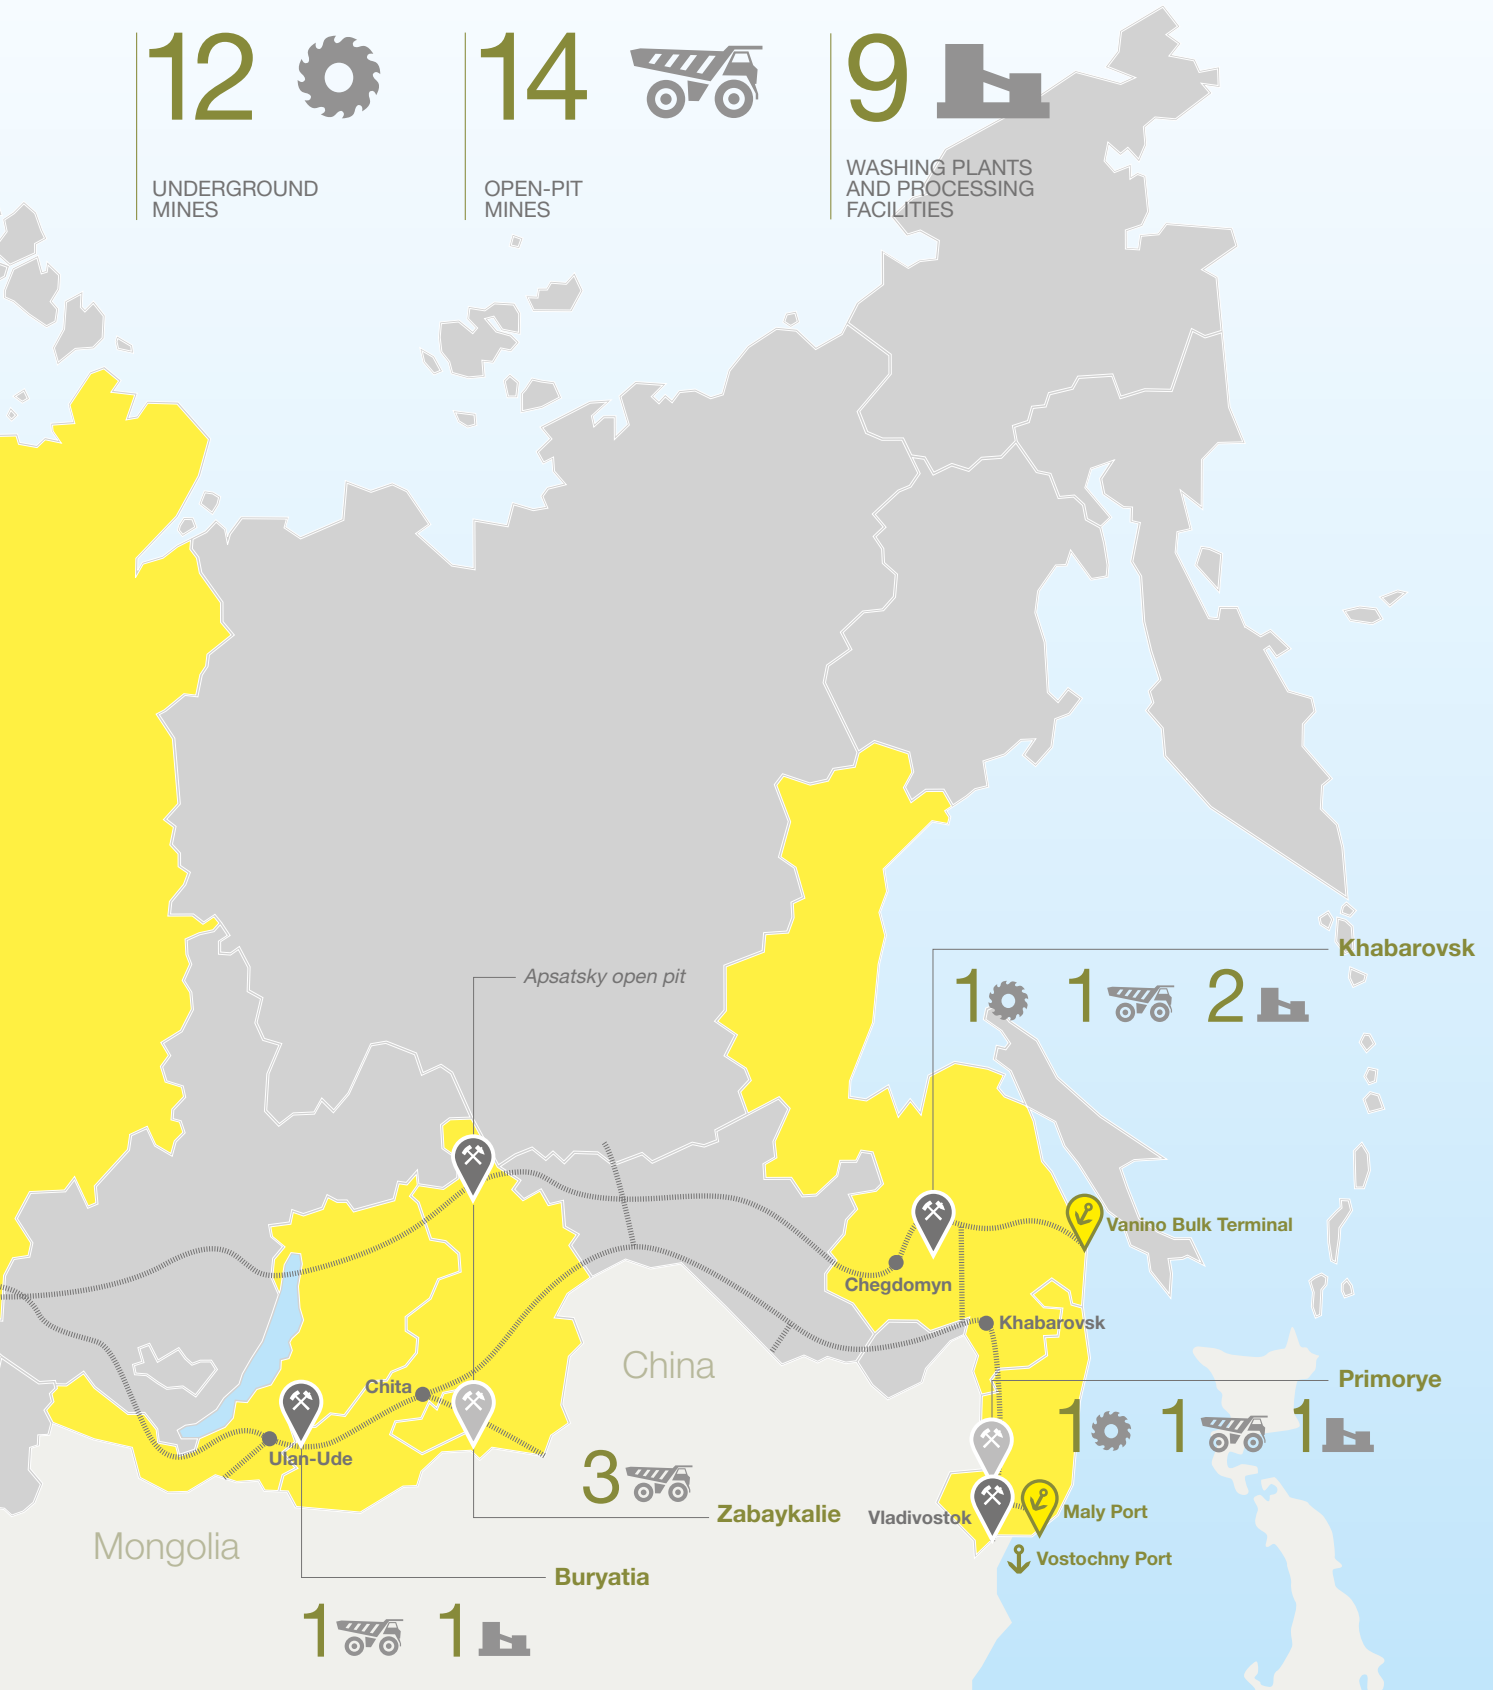 12
14
9
UNDERGROUND
MINES
OPEN-PIT
MINES
WASHING PLANTS
AND PROCESSING
FACILITIES
Apsatsky open pit
Khabarovsk
1 1 2
Vanino Bulk Terminal
Chegdomyn
Khabarovsk
China
Primorye
1 1 1
Chita
Ulan-Ude
3
Zabaykalie
Vladivostok
Maly Port
Vostochny Port
Mongolia
Buryatia
1 1